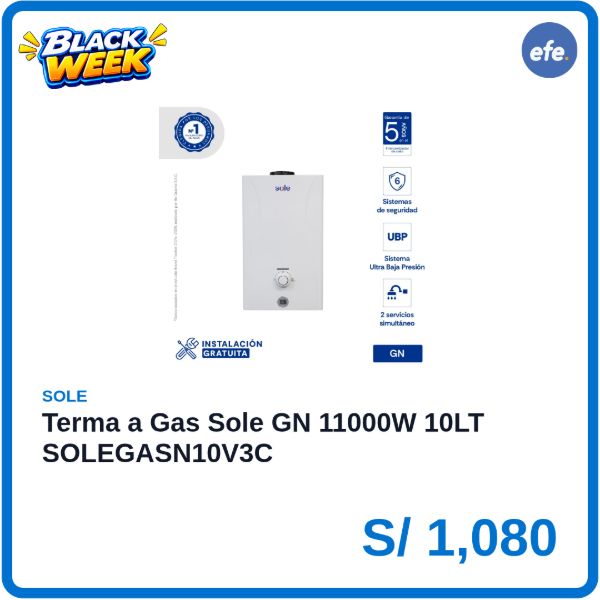 BLACK
WEEK
efe.
Nº1
Garantía de
5
AÑOS
sole
6
Sistemas
de seguridad
UBP
Sistema
Ultra Baja Presión
2 servicios
simultáneo
INSTALACIÓN
GRATUITA
GN
SOLE
Terma a Gas Sole GN 11000W 10LT
SOLEGASN10V3C
S/ 1,080